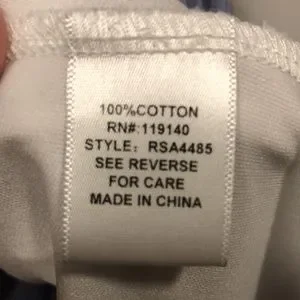 100%COTTON
RN#:119140
STYLE: RSA4485
SEE REVERSE
FOR CARE
MADE IN CHINA